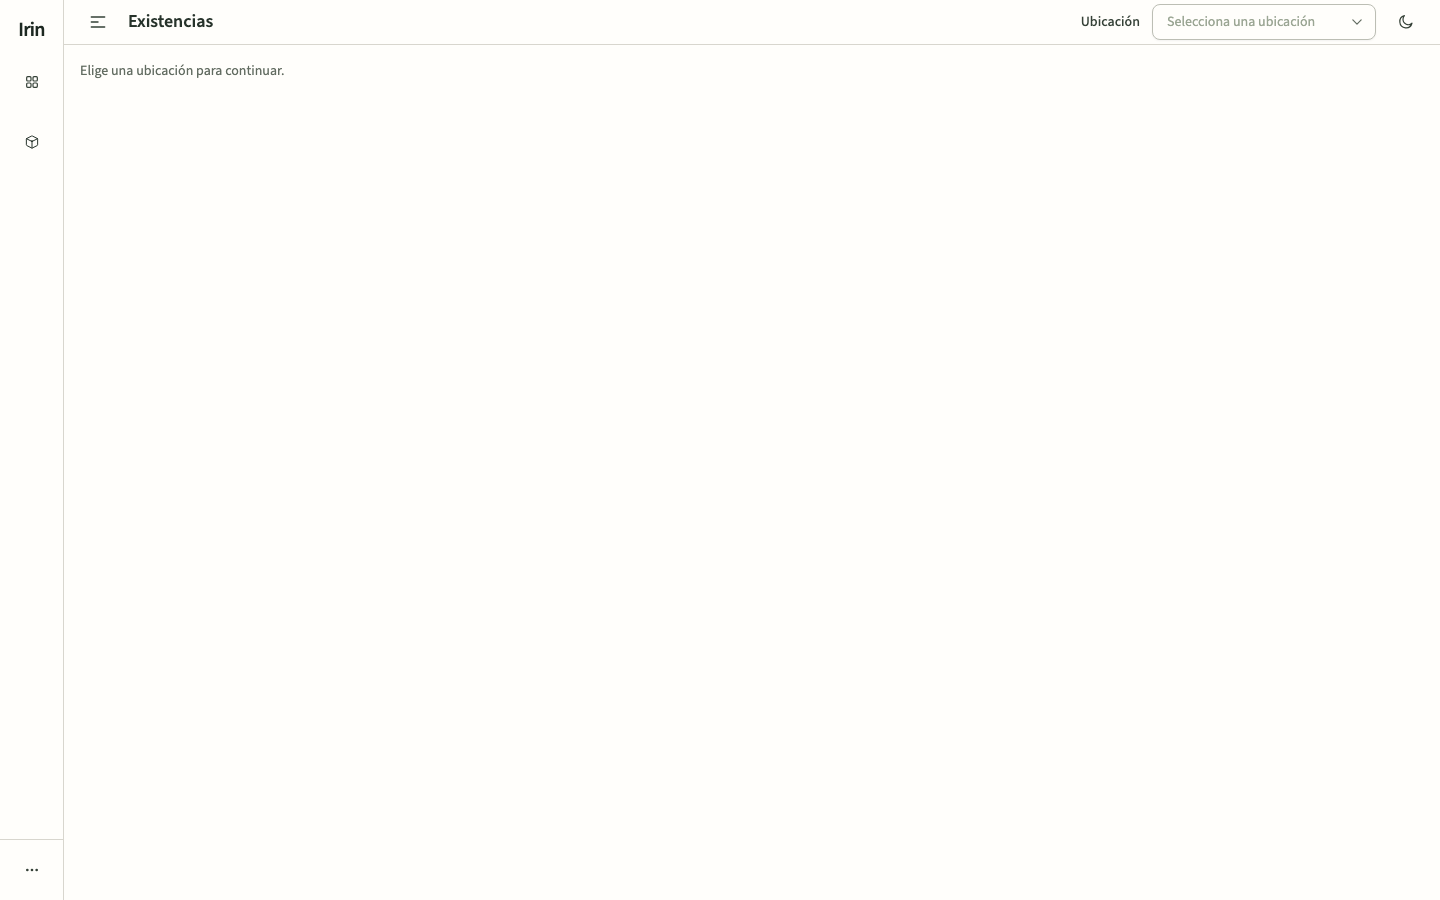 Irin
Existencias
Ubicación
Selecciona una ubicación
Elige una ubicación para continuar.